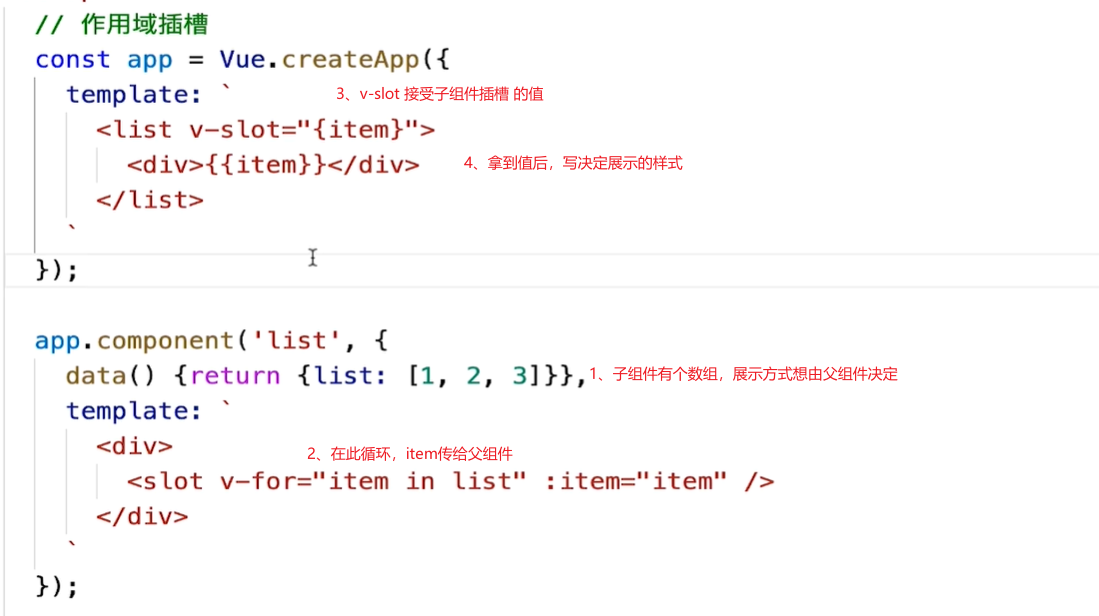 // 作用域插槽
const app = Vue.createApp({
template: `
3、v-slot 接受子组件插槽 的值
<list v-slot="{item}">
<div>{{item}}</div>
4、拿到值后，写决定展示的样式
</list>
`
});
app.component('list', {
data() {return {list: [1, 2, 3]}},
1、子组件有个数组，展示方式想由父组件决定
template: `
<div>
2、在此循环，item传给父组件
<slot v-for="item in list" :item="item" />
</div>
`
});